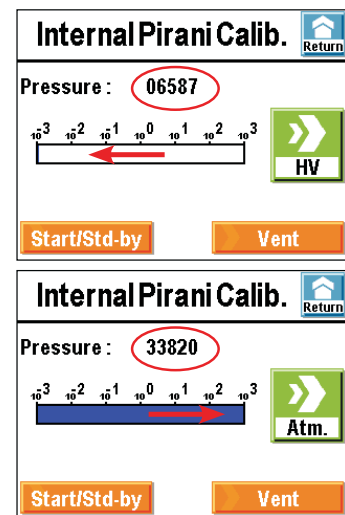 Internal Pirani Calib. Return
Pressure : 06587
10-3 10-2 10-1 100 101 102 103
HV
Start/Std-by Vent
Internal Pirani Calib. Return
Pressure : 33820
10-3 10-2 10-1 100 101 102 103
Atm.
Start/Std-by Vent